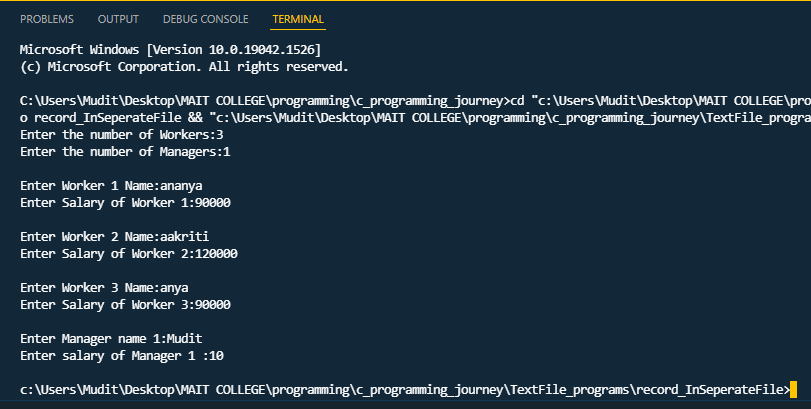 PROBLEMS OUTPUT DEBUG CONSOLE TERMINAL
Microsoft Windows [Version 10.0.19042.1526]
(c) Microsoft Corporation. All rights reserved.
C:\Users\Mudit\Desktop\MAIT COLLEGE\programming\c_programming_journey>cd "c:\Users\Mudit\Desktop\MAIT COLLEGE\pro
o record_InSeperateFile && "c:\Users\Mudit\Desktop\MAIT COLLEGE\programming\c_programming_journey\TextFile_progra
Enter the number of Workers:3
Enter the number of Managers:1
Enter Worker 1 Name:ananya
Enter Salary of Worker 1:90000
Enter Worker 2 Name:aakriti
Enter Salary of Worker 2:120000
Enter Worker 3 Name:anya
Enter Salary of Worker 3:90000
Enter Manager name 1:Mudit
Enter salary of Manager 1 :10
c:\Users\Mudit\Desktop\MAIT COLLEGE\programming\c_programming_journey\TextFile_programs\record_InSeperateFile>